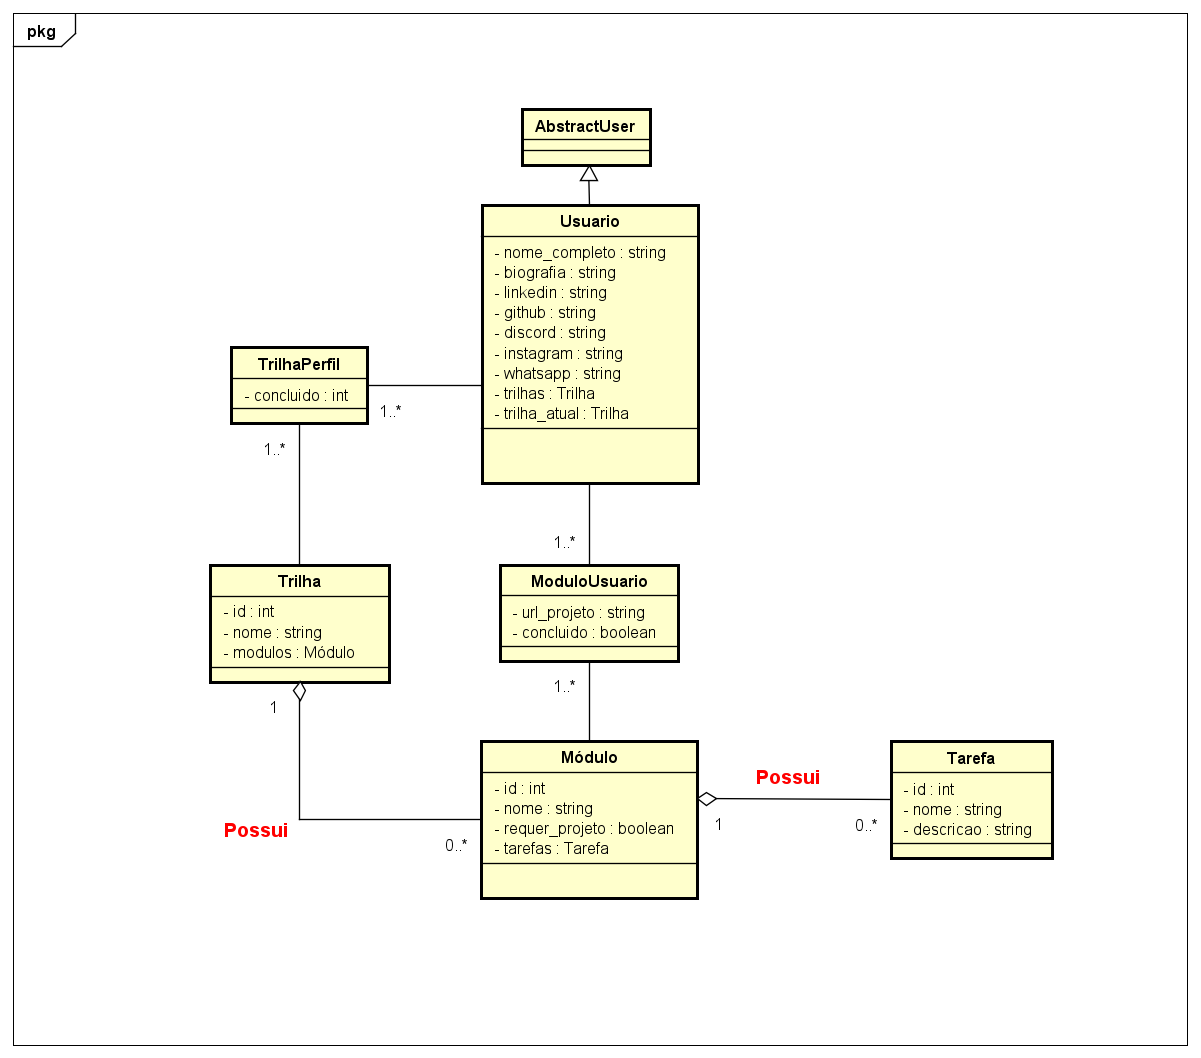 pkg
AbstractUser
Usuario
- nome_completo : string
- biografia : string
- linkedin : string
- github : string
- discord : string
- instagram : string
- whatsapp : string
- trilhas : Trilha
- trilha_atual : Trilha
TrilhaPerfil
- concluido : int
1..*
1..*
1..*
Trilha
- id : int
- nome : string
- modulos : Módulo
ModuloUsuario
- url_projeto : string
- concluido : boolean
1..*
1
Módulo
- id : int
- nome : string
- requer_projeto : boolean
- tarefas : Tarefa
Possui
0..*
Possui
1
0..*
Tarefa
- id : int
- nome : string
- descricao : string